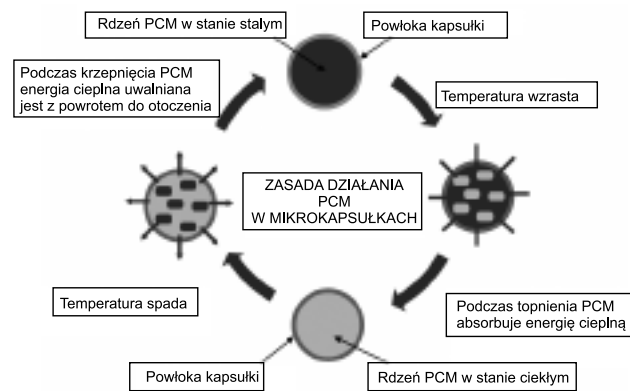 Rdzeń PCM w stanie stalym
Powłoka kapsułki
Podczas krzepnięcia PCM
energia cieplna uwalniana
jest z powrotem do otoczenia
Temperatura wzrasta
ZASADA DZIAŁANIA
PCM
W MIKROKAPSUŁKACH
Temperatura spada
Podczas topnienia PCM
absorbuje energię cieplną
Powłoka kapsułki
Rdzeń PCM w stanie ciekłym